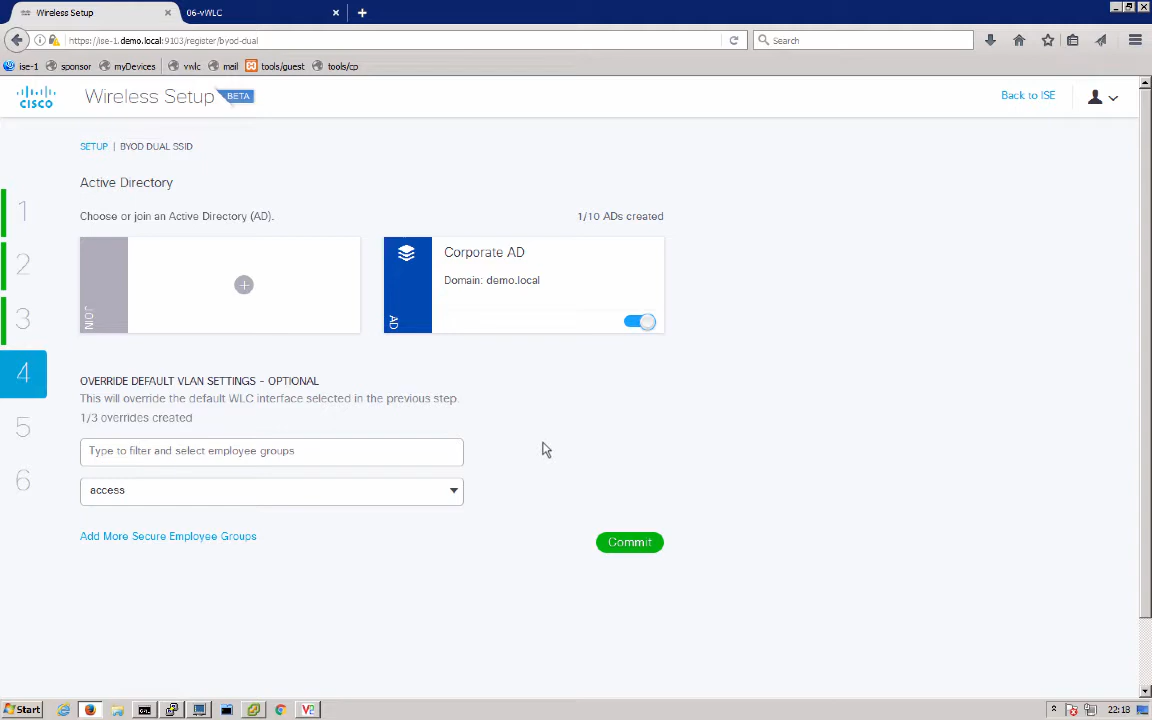 Wireless Setup
06-vWLC
https://ise-1.demo.local:9103/register/byod-dual
Search
ise-1 sponsor myDevices vwlc mail tools/guest tools/cp
CISCO
Wireless Setup BETA
Back to ISE
SETUP | BYOD DUAL SSID
Active Directory
Choose or join an Active Directory (AD).
1/10 ADs created
JOIN
AD
Corporate AD
Domain: demo.local
1
2
3
4
5
6
OVERRIDE DEFAULT VLAN SETTINGS - OPTIONAL
This will override the default WLC interface selected in the previous step.
1/3 overrides created
Type to filter and select employee groups
access
Add More Secure Employee Groups
Commit
Start
V2
22:18